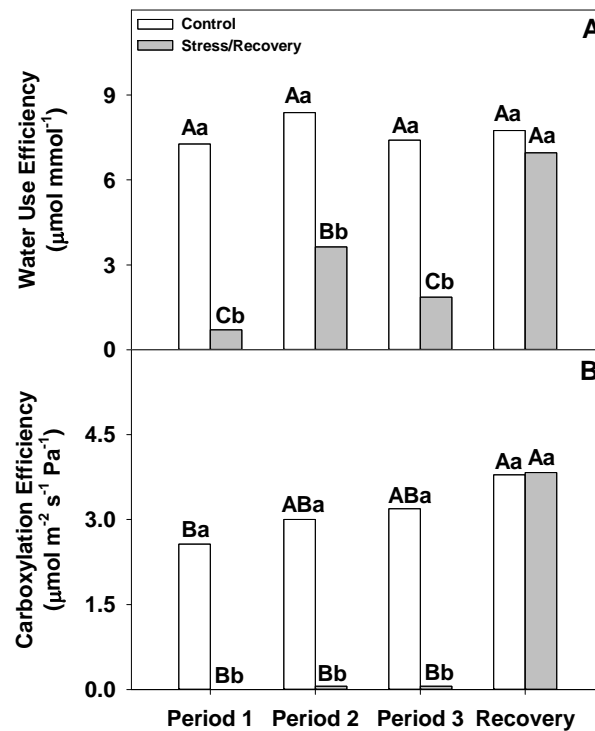 Control
Stress/Recovery
A
Water Use Efficiency
(μmol mmol⁻¹)
9
6
3
0
Aa
Cb
Aa
Bb
Aa
Cb
Aa
Aa
B
Carboxylation Efficiency
(μmol m⁻² s⁻¹ Pa⁻¹)
4.5
3.0
1.5
0.0
Ba
Bb
ABa
Bb
ABa
Bb
Aa
Aa
Period 1 Period 2 Period 3 Recovery